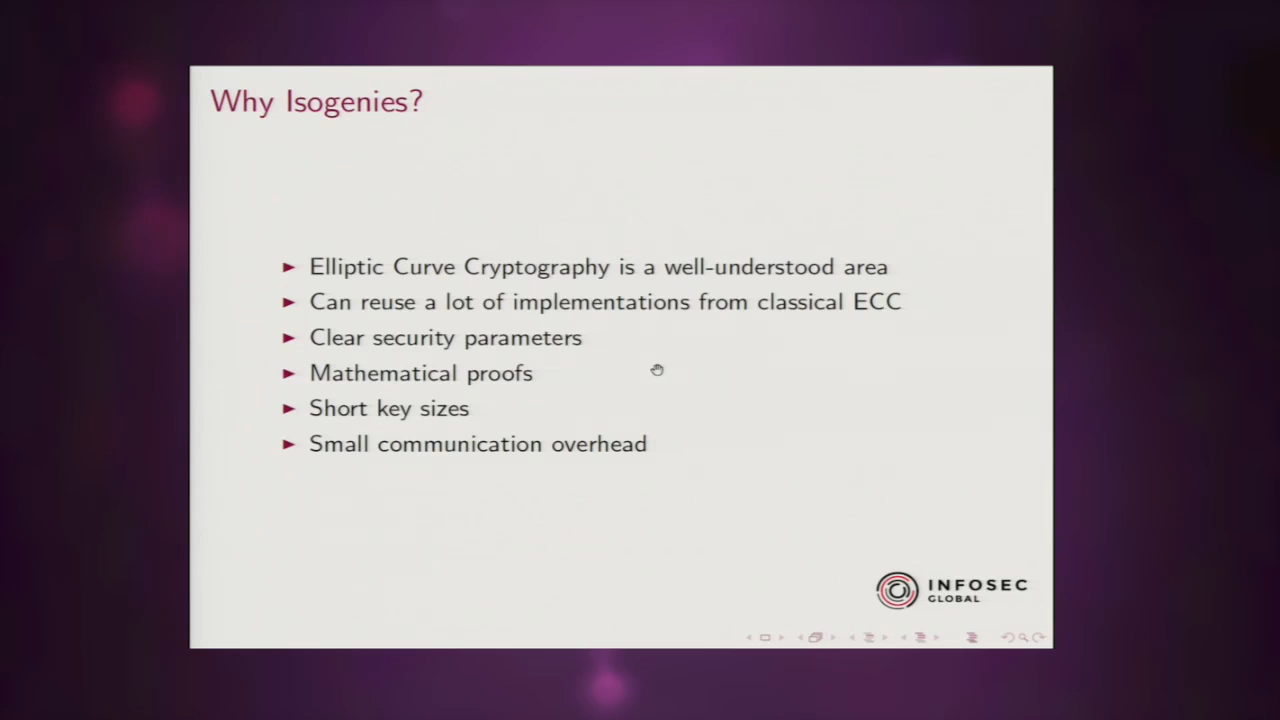 Why Isogenies?
Elliptic Curve Cryptography is a well-understood area
Can reuse a lot of implementations from classical ECC
Clear security parameters
Mathematical proofs
Short key sizes
Small communication overhead
INFOSEC
GLOBAL